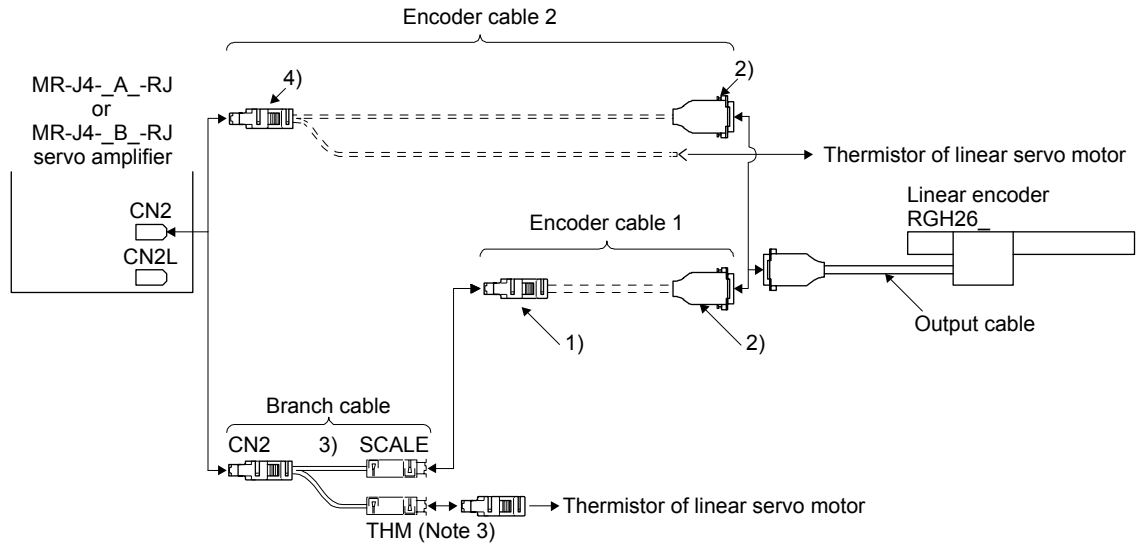 Encoder cable 2
MR-J4-_A_-RJ
or
MR-J4-_B_-RJ
servo amplifier
4)
2)
Thermistor of linear servo motor
CN2
CN2L
Encoder cable 1
Linear encoder
RGH26_
1)
2)
Output cable
Branch cable
CN2
3)
SCALE
Thermistor of linear servo motor
THM (Note 3)